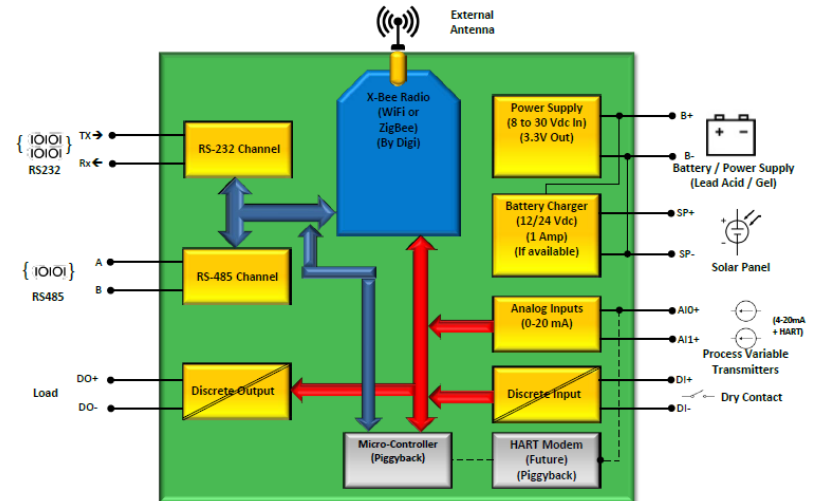 External
Antenna
X-Bee Radio
(WiFi or
ZigBee)
(By Digi)
Power Supply
(8 to 30 Vdc In)
(3.3V Out)
B+
B-
Battery / Power Supply
(Lead Acid / Gel)
TX→
Rx←
RS232
RS-232 Channel
Battery Charger
(12/24 Vdc)
(1 Amp)
(If available)
SP+
SP-
Solar Panel
A
B
RS485
RS-485 Channel
Analog Inputs
(0-20 mA)
AI0+
AI1+
(4-20mA
+ HART)
Process Variable
Transmitters
Load
DO+
DO-
Discrete Output
Discrete Input
DI+
DI-
Dry Contact
Micro-Controller
(Piggyback)
HART Modem
(Future)
(Piggyback)